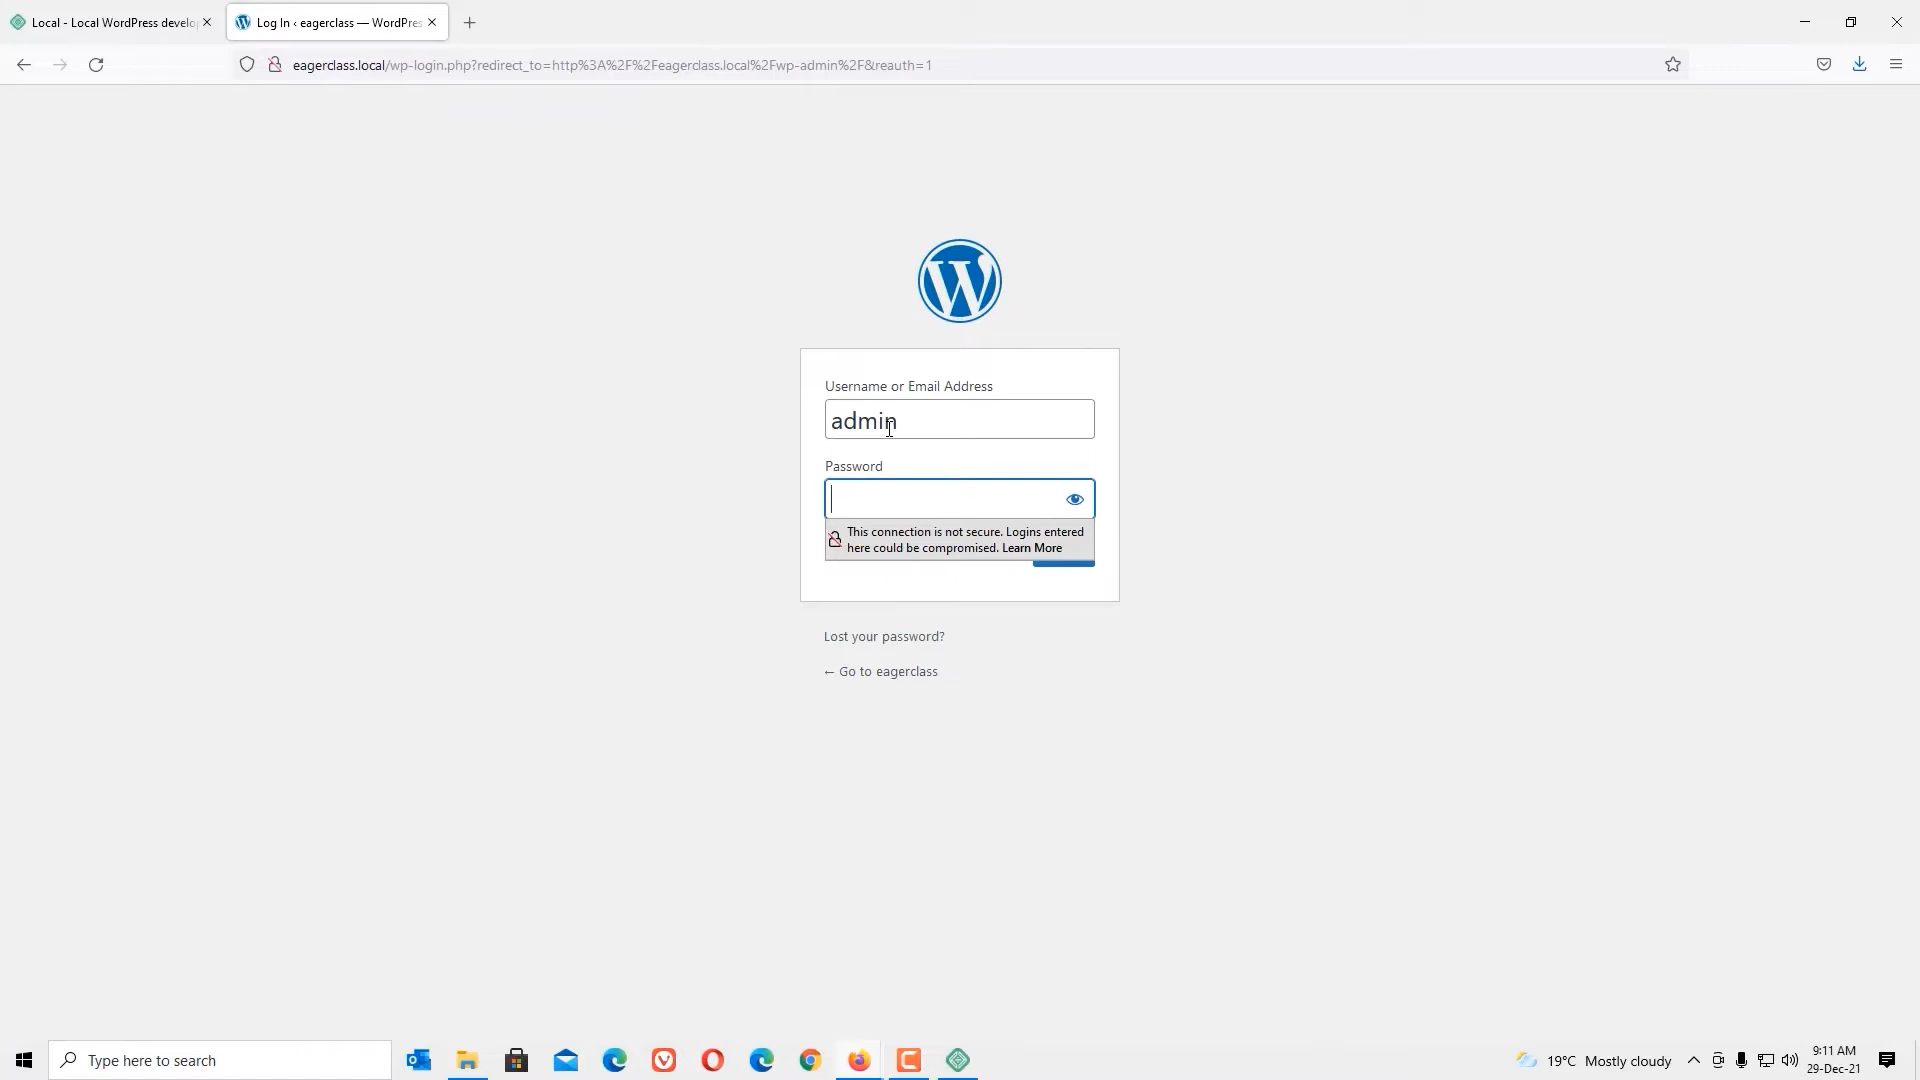 Local - Local WordPress develo
Log In ‹ eagerclass — WordPres
eagerclass.local/wp-login.php?redirect_to=http%3A%2F%2Feagerclass.local%2Fwp-admin%2F&reauth=1
Username or Email Address
admin
Password
This connection is not secure. Logins entered
here could be compromised. Learn More
Lost your password?
← Go to eagerclass
Type here to search
19°C Mostly cloudy
9:11 AM
29-Dec-21